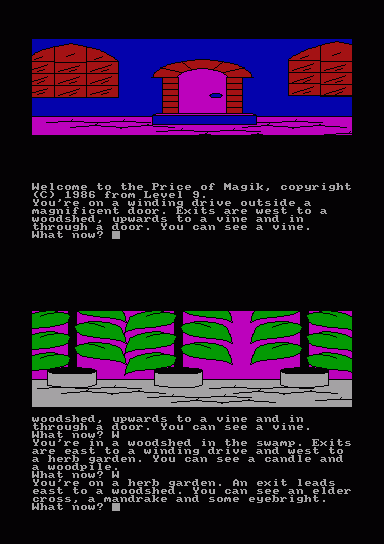 Welcome to the Price of Magik, copyright
(C) 1986 from Level 9.
You're on a winding drive outside a
magnificent door. Exits are west to a
woodshed, upwards to a vine and in
through a door. You can see a vine.
What now?
woodshed, upwards to a vine and in
through a door. You can see a vine.
What now? W
You're in a woodshed in the swamp. Exits
are east to a winding drive and west to
a herb garden. You can see a candle and
a woodpile.
What now? W
You're on a herb garden. An exit leads
east to a woodshed. You can see an elder
cross, a mandrake and some eyebright.
What now?